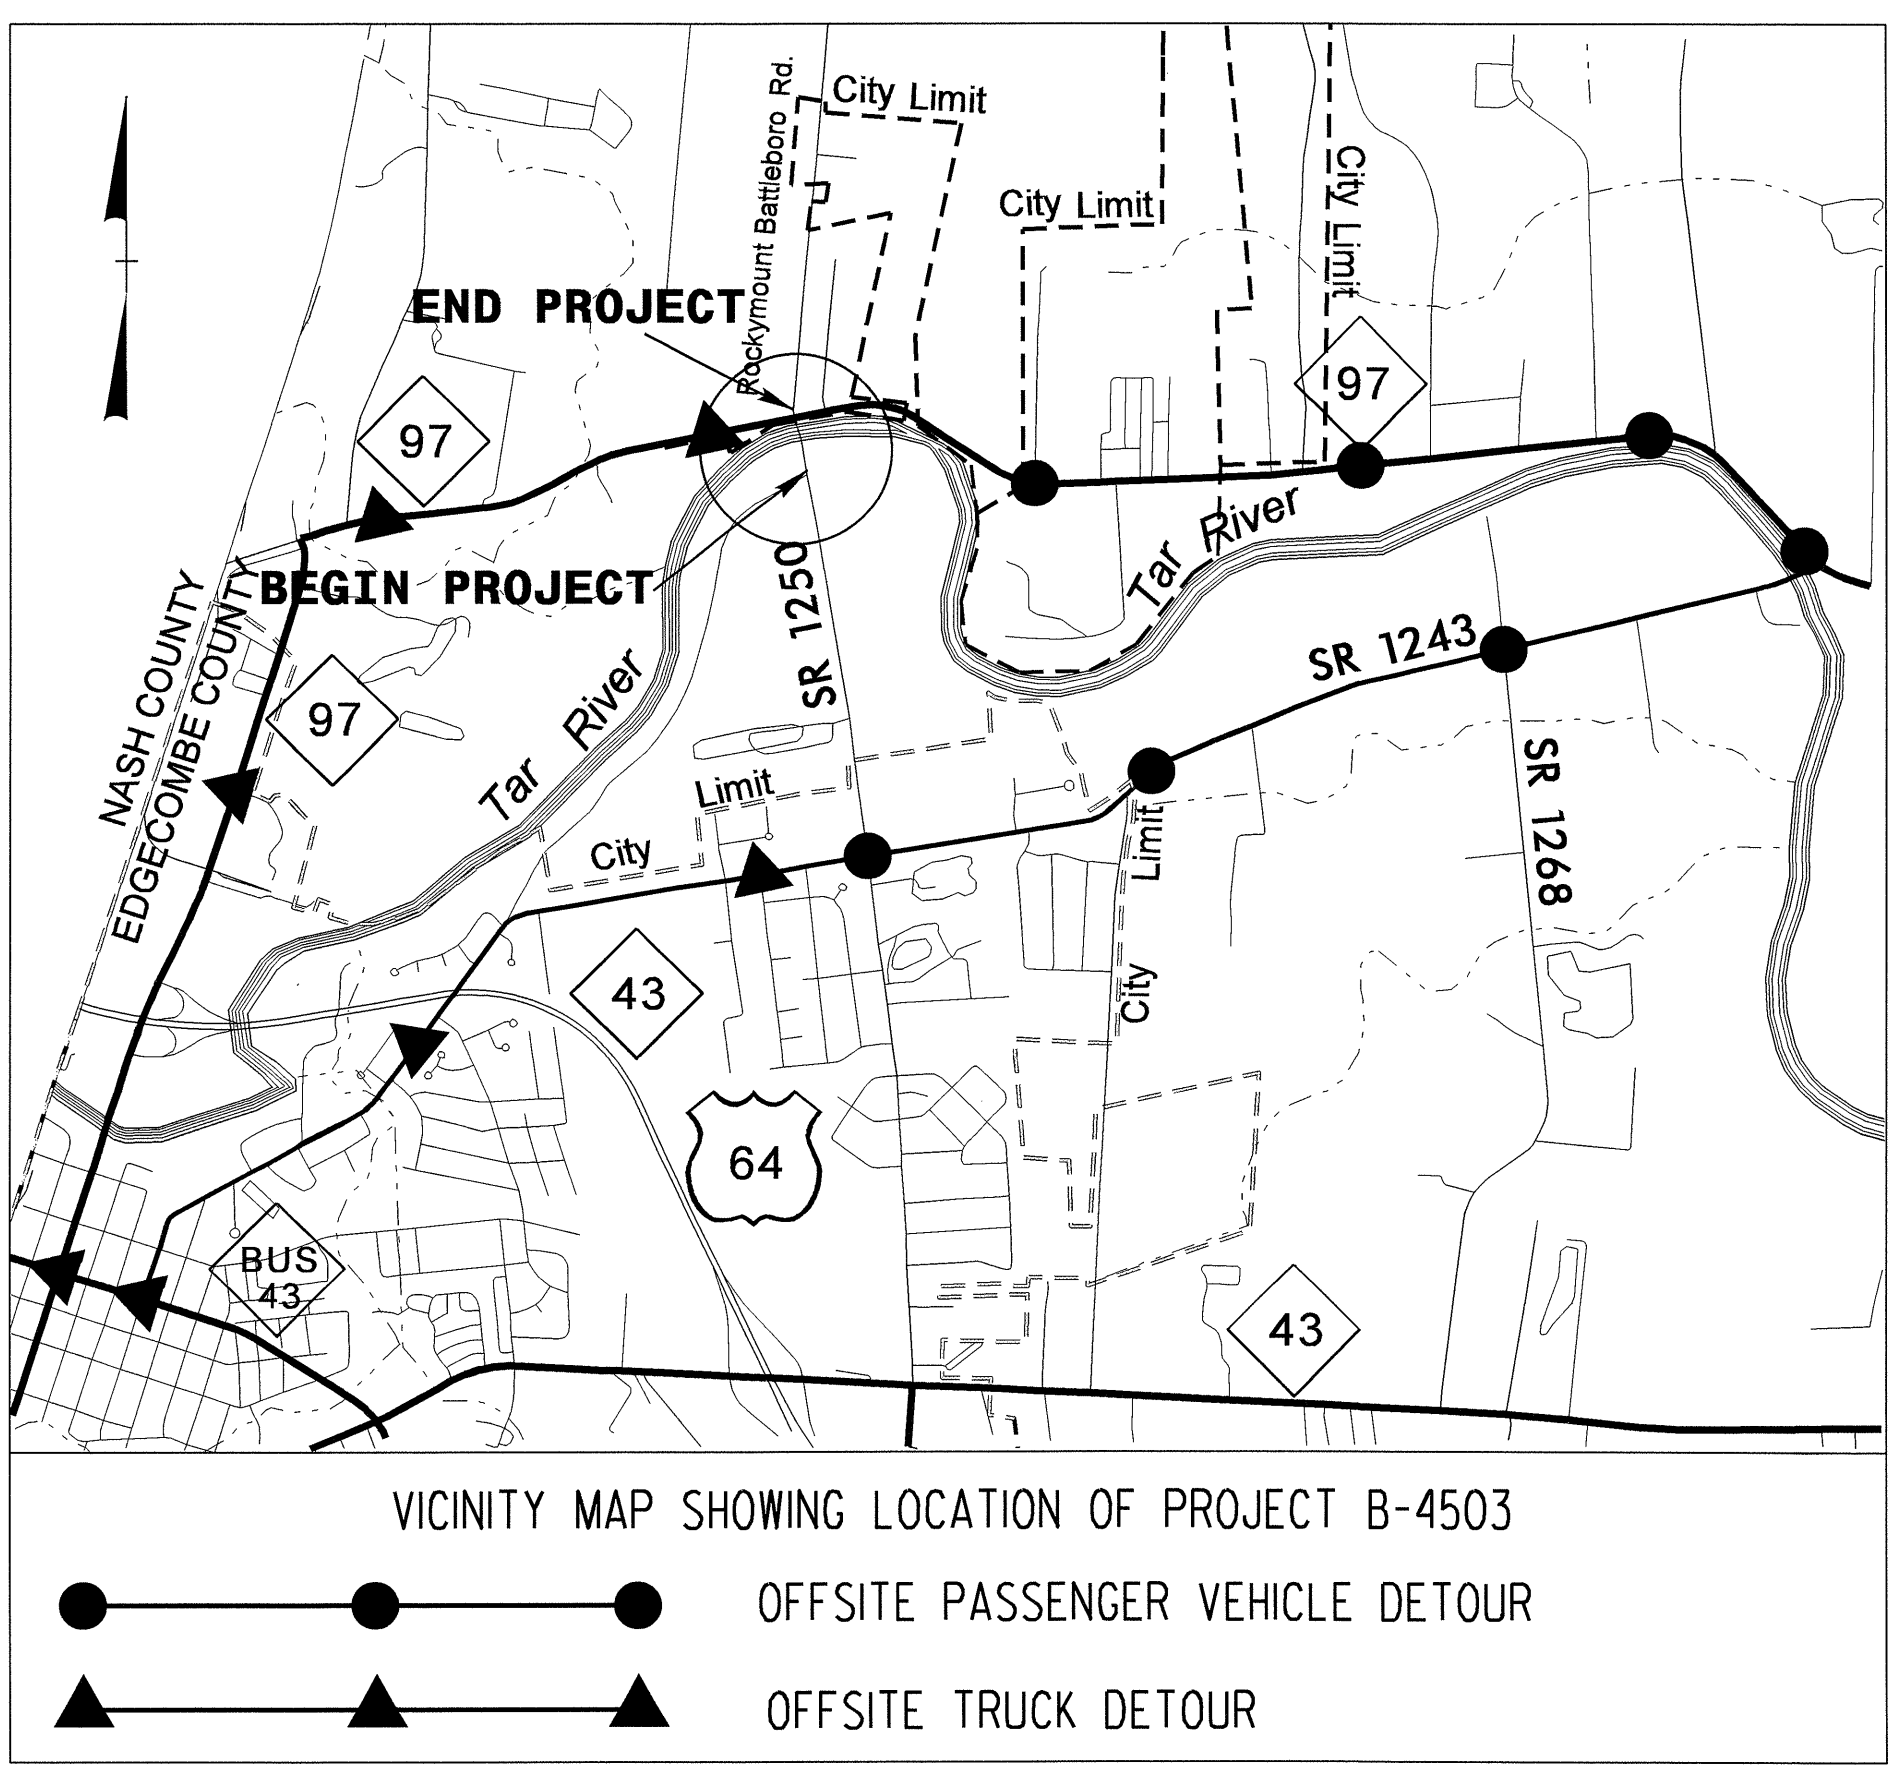 Rockymount Battleboro Rd.
City Limit
City Limit
City Limit
END PROJECT
97
97
BEGIN PROJECT
SR 1250
Tar River
NASH COUNTY
EDGECOMBE COUNTY
97
Tar River
SR 1243
City Limit
SR 1268
City Limit
43
64
BUS
43
43
VICINITY MAP SHOWING LOCATION OF PROJECT B-4503
OFFSITE PASSENGER VEHICLE DETOUR
OFFSITE TRUCK DETOUR